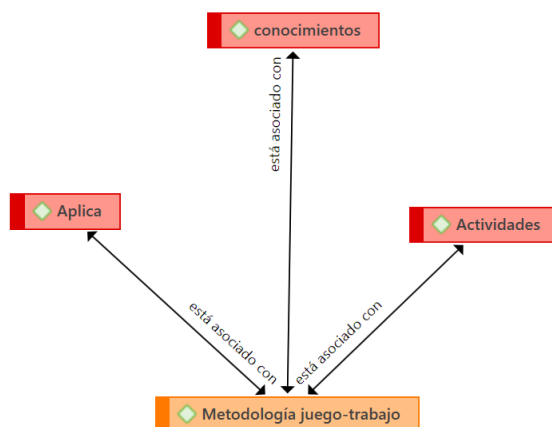 conocimientos
está asociado con
Aplica
Actividades
está asociado con
está asociado con
Metodología juego-trabajo